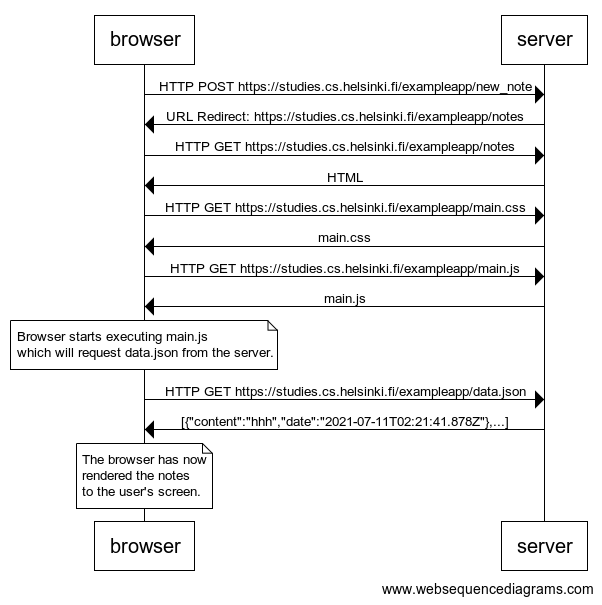 browser
server
HTTP POST https://studies.cs.helsinki.fi/exampleapp/new_note
URL Redirect: https://studies.cs.helsinki.fi/exampleapp/notes
HTTP GET https://studies.cs.helsinki.fi/exampleapp/notes
HTML
HTTP GET https://studies.cs.helsinki.fi/exampleapp/main.css
main.css
HTTP GET https://studies.cs.helsinki.fi/exampleapp/main.js
main.js
Browser starts executing main.js
which will request data.json from the server.
HTTP GET https://studies.cs.helsinki.fi/exampleapp/data.json
[{"content":"hhh","date":"2021-07-11T02:21:41.878Z"},...]
The browser has now
rendered the notes
to the user's screen.
browser
server
www.websequencediagrams.com